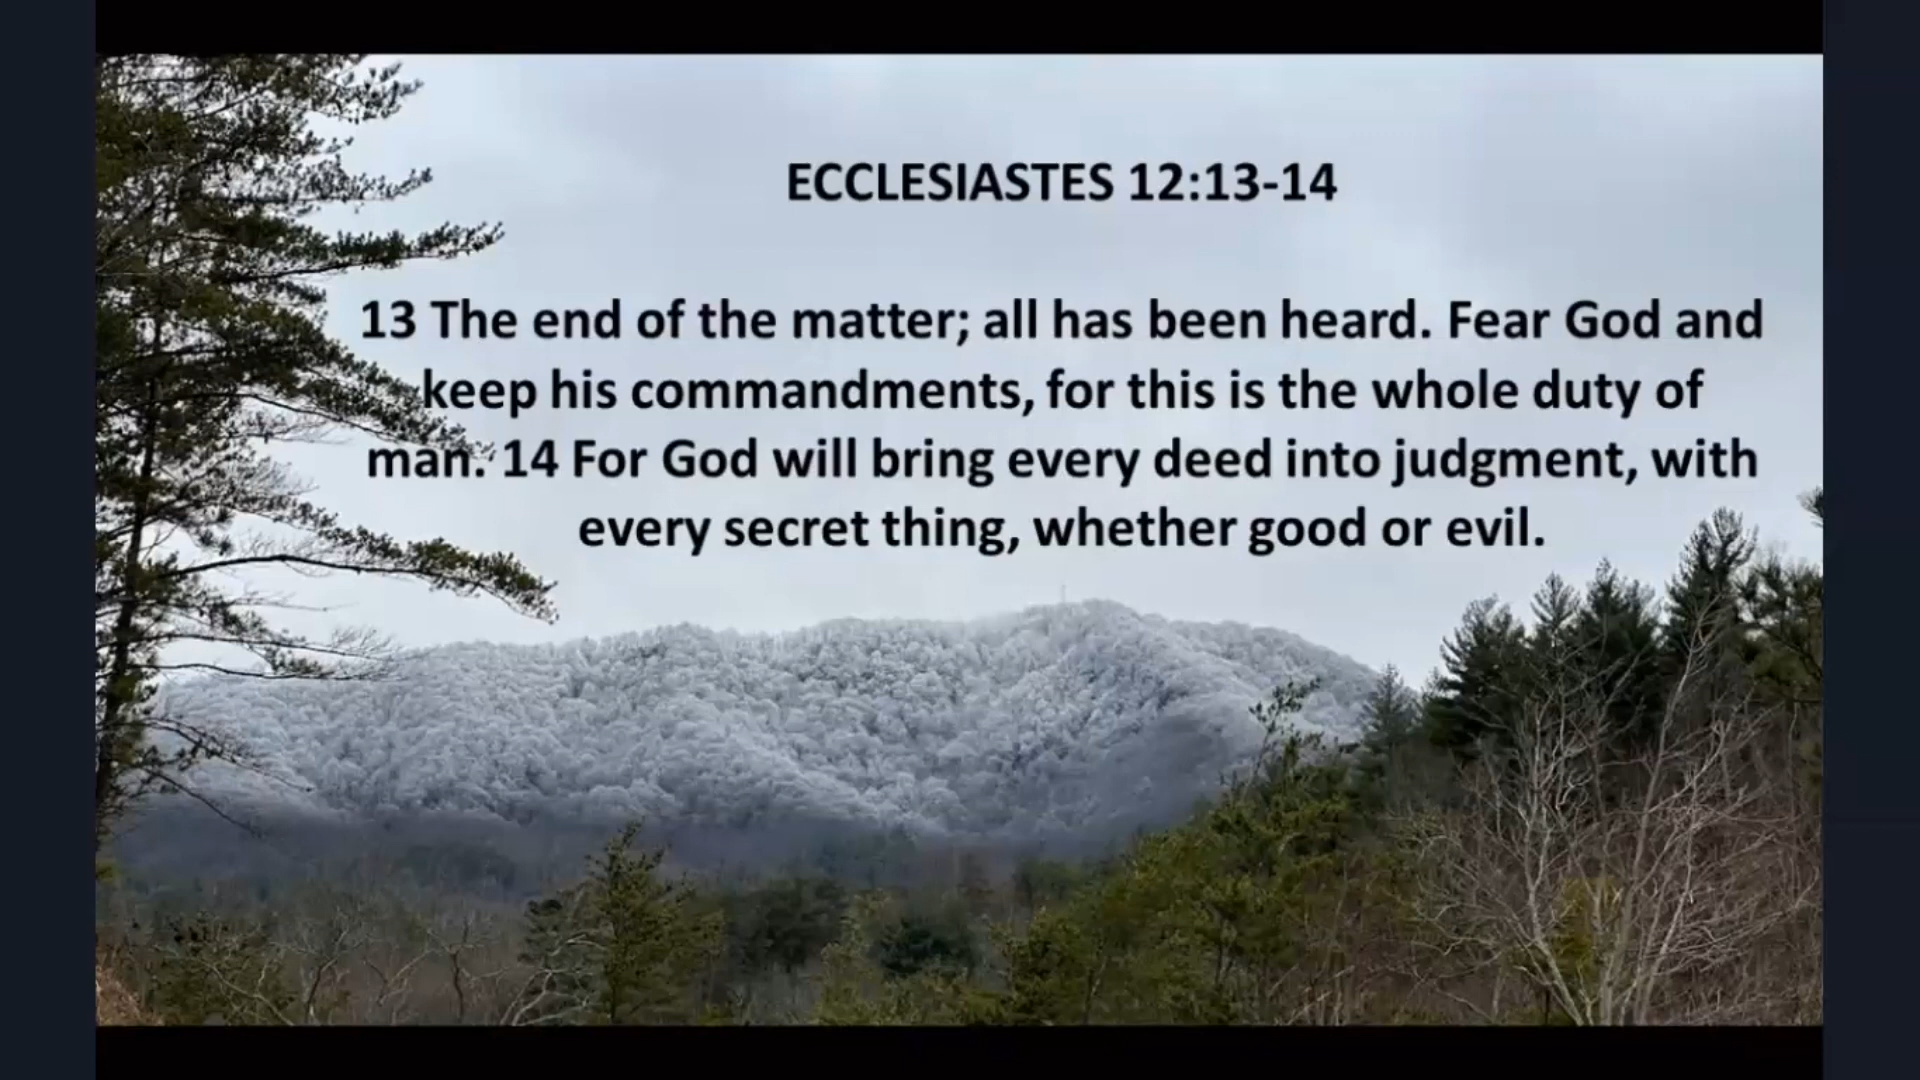 ECCLESIASTES 12:13-14
13 The end of the matter; all has been heard. Fear God and
keep his commandments, for this is the whole duty of
man. 14 For God will bring every deed into judgment, with
every secret thing, whether good or evil.